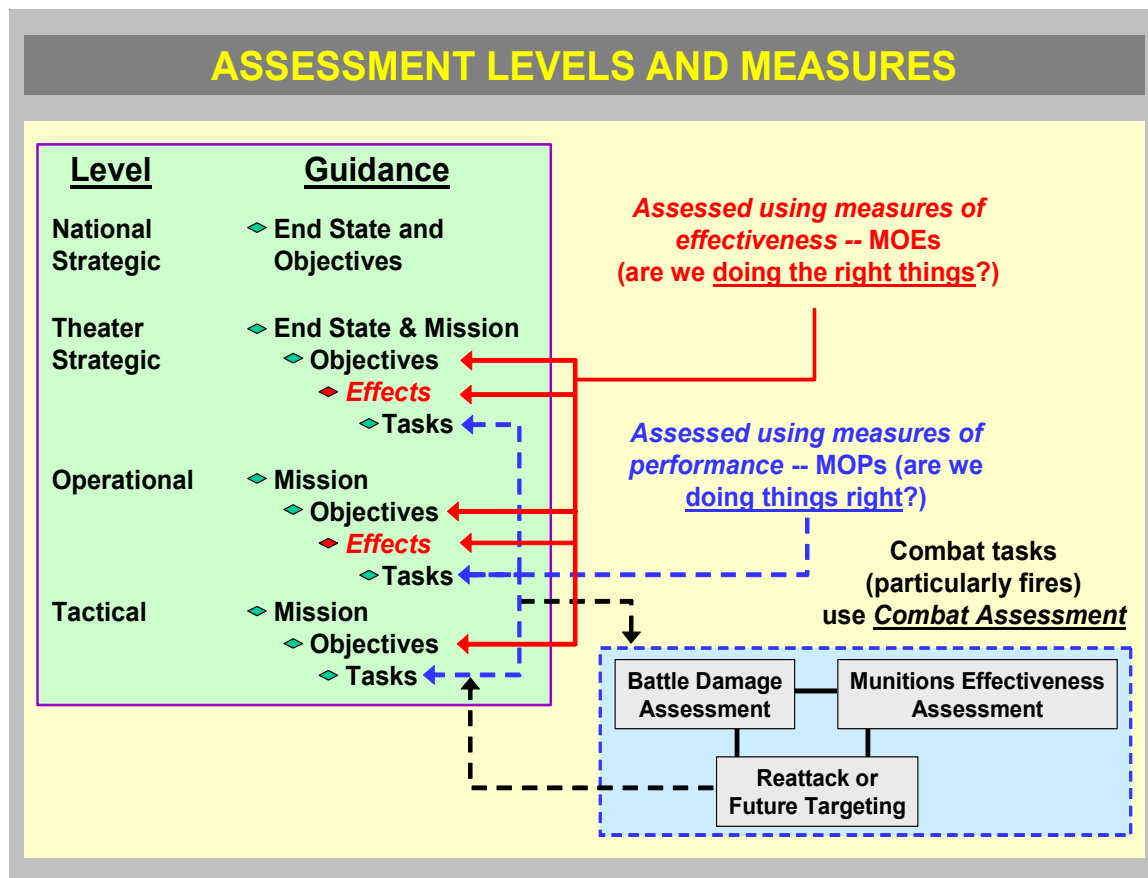 ASSESSMENT LEVELS AND MEASURES
Level
Guidance
National
Strategic
End State and
Objectives
Theater
Strategic
End State & Mission
Objectives
Effects
Tasks
Operational
Mission
Objectives
Effects
Tasks
Tactical
Mission
Objectives
Tasks
Assessed using measures of
effectiveness -- MOEs
(are we doing the right things?)
Assessed using measures of
performance -- MOPs (are we
doing things right?)
Combat tasks
(particularly fires)
use Combat Assessment
Battle Damage
Assessment
Munitions Effectiveness
Assessment
Reattack or
Future Targeting